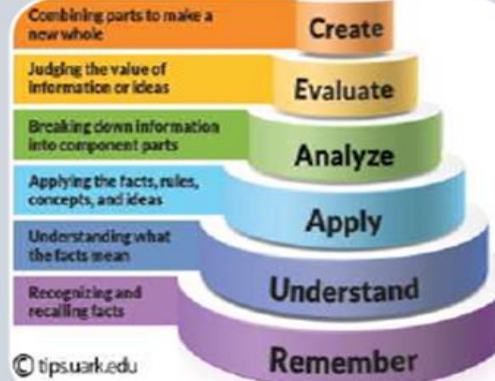 Combining parts to make a
new whole
Create
Judging the value of
information or ideas
Evaluate
Breaking down information
into component parts
Analyze
Applying the facts, rules,
concepts, and ideas
Apply
Understanding what
the facts mean
Understand
Recognizing and
recalling facts
Remember
© tips.uark.edu